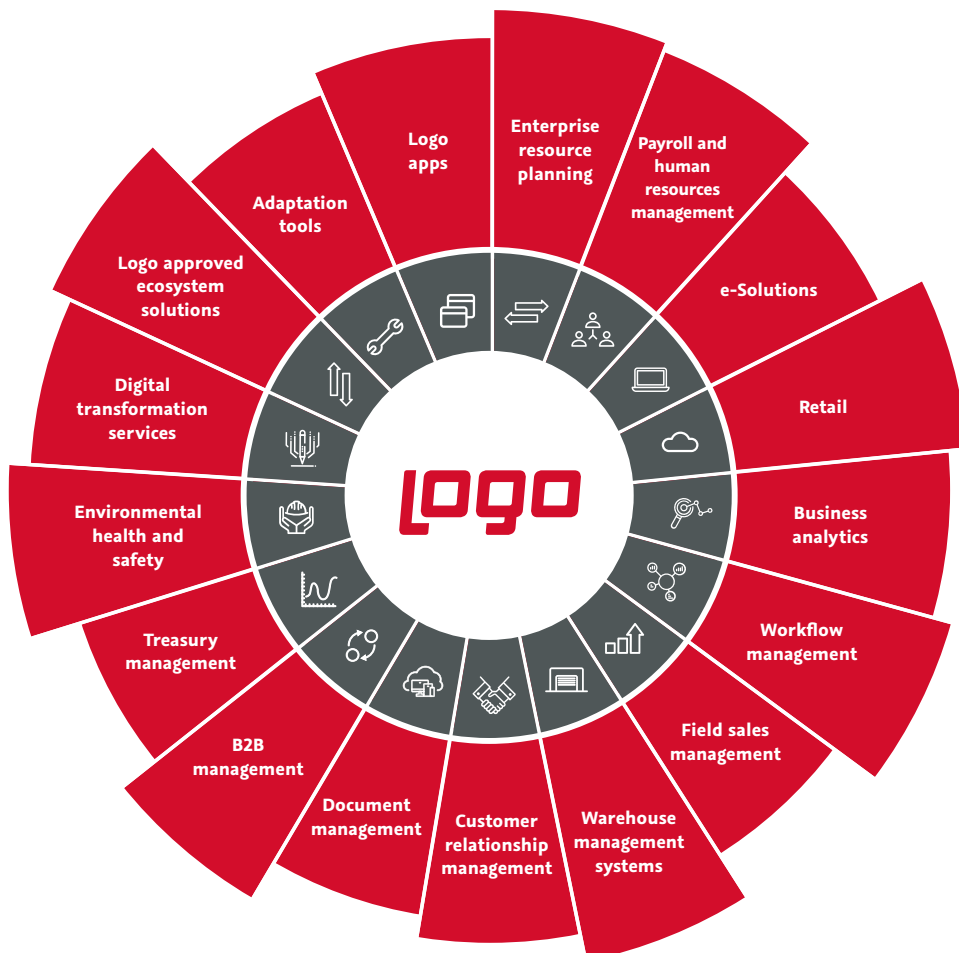 Enterprise
resource
planning
Payroll and
human
resources
management
e-Solutions
Retail
Business
analytics
Workflow
management
Field sales
management
Warehouse
management
systems
Customer
relationship
management
Document
management
B2B
management
Treasury
management
Environmental
health and
safety
Digital
transformation
services
Logo approved
ecosystem
solutions
Adaptation
tools
Logo
apps
LOGO